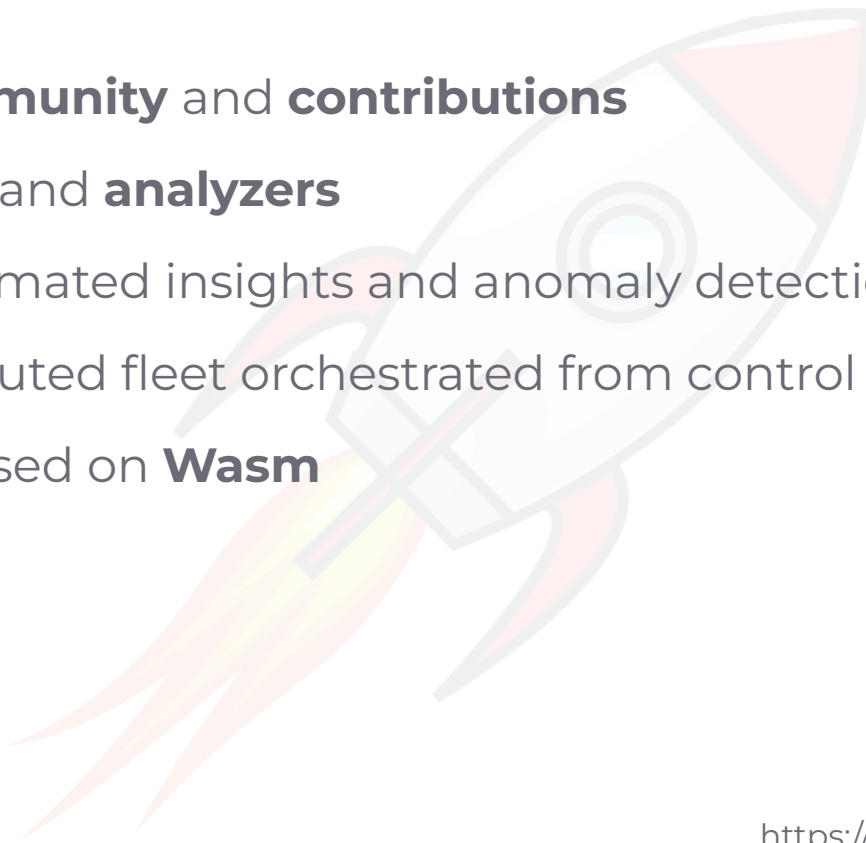 munity and contributions
and analyzers
mated insights and anomaly detecti
uted fleet orchestrated from control
sed on Wasm
https:/